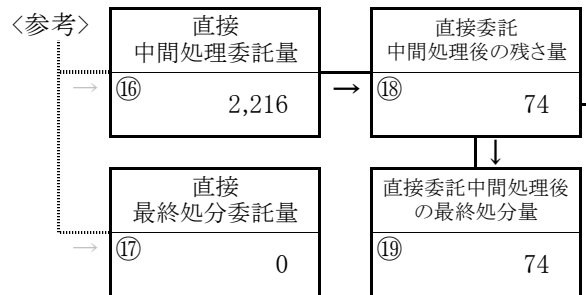 〈参考〉
直接
中間処理委託量
→
⑯
2,216
→
直接委託
中間処理後の残さ量
⑱
74
↓
直接
最終処分委託量
→
⑰
0
直接委託中間処理後
の最終処分量
⑲
74